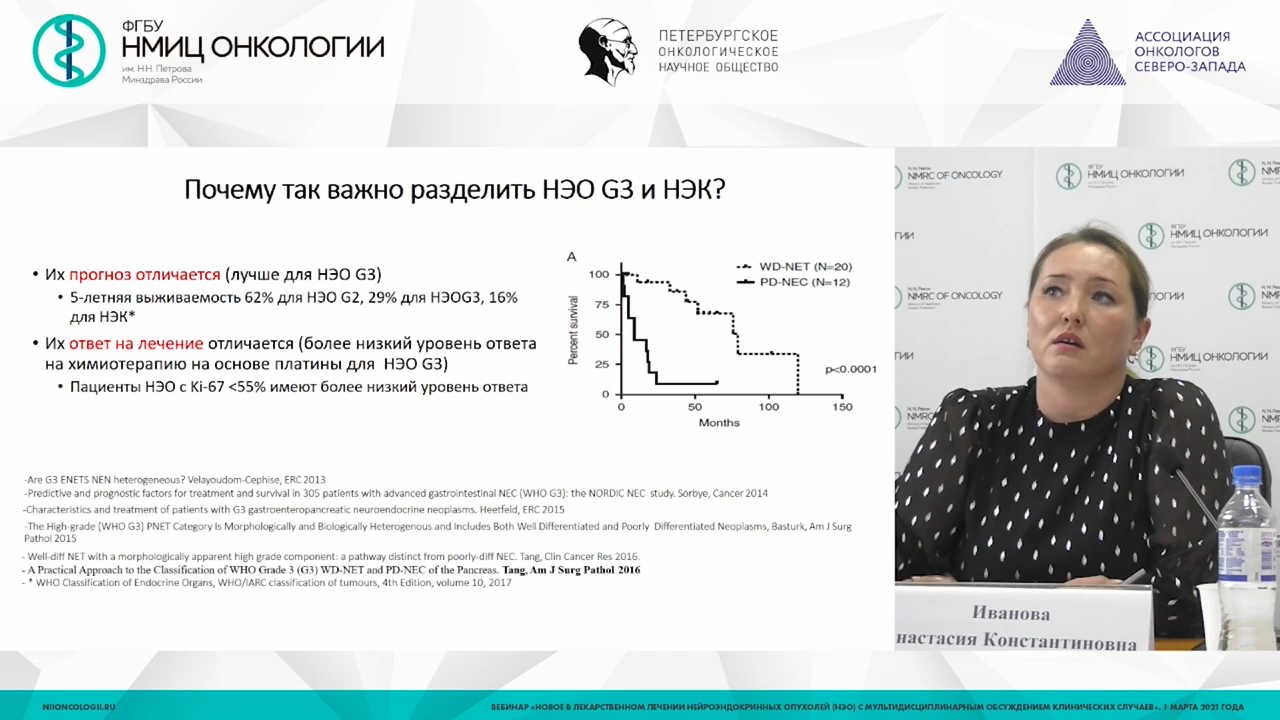 ФГБУ
НМИЦ ОНКОЛОГИИ
им. Н.Н. Петрова
Минздрава России
ПЕТЕРБУРГСКОЕ
ОНКОЛОГИЧЕСКОЕ
НАУЧНОЕ ОБЩЕСТВО
АССОЦИАЦИЯ
ОНКОЛОГОВ
СЕВЕРО-ЗАПАДА
Почему так важно разделить НЭО G3 и НЭК?
• Их прогноз отличается (лучше для НЭО G3)
• 5-летняя выживаемость 62% для НЭО G2, 29% для НЭОG3, 16%
для НЭК*
• Их ответ на лечение отличается (более низкий уровень ответа
на химиотерапию на основе платины для НЭО G3)
• Пациенты НЭО с Ki-67 <55% имеют более низкий уровень ответа
A
WD-NET (N=20)
PD-NEC (N=12)
Percent survival
100
75
50
25
0
p<0.0001
0 50 100 150
Months
-Are G3 ENETS NEN heterogeneous? Velayoudom-Cephise, ERC 2013
-Predictive and prognostic factors for treatment and survival in 305 patients with advanced gastrointestinal NEC (WHO G3): the NORDIC NEC study. Sorbye, Cancer 2014
-Characteristics and treatment of patients with G3 gastroenteropancreatic neuroendocrine neoplasms. Heetfeld, ERC 2015
-The High-grade (WHO G3) PNET Category Is Morphologically and Biologically Heterogenous and Includes Both Well Differentiated and Poorly Differentiated Neoplasms, Basturk, Am J Surg
Pathol 2015
- Well-diff NET with a morphologically apparent high grade component: a pathway distinct from poorly-diff NEC. Tang, Clin Cancer Res 2016.
- A Practical Approach to the Classification of WHO Grade 3 (G3) WD-NET and PD-NEC of the Pancreas. Tang, Am J Surg Pathol 2016
- * WHO Classification of Endocrine Organs, WHO/IARC classification of tumours, 4th Edition, volume 10, 2017
NMRC OF ONCOLOGY
ФГБУ
НМИЦ ОНКОЛОГИИ
ФГБУ
НМИЦ ОНКОЛОГИИ
NMRC OF ONCOLOGY
ФГБУ
НМИЦ ОНКОЛОГИИ
Иванова
настасия Константиновна
NIIONCOLOGII.RU
ВЕБИНАР «НОВОЕ В ЛЕКАРСТВЕННОМ ЛЕЧЕНИИ НЕЙРОЭНДОКРИННЫХ ОПУХОЛЕЙ (НЭО) С МУЛЬТИДИСЦИПЛИНАРНЫМ ОБСУЖДЕНИЕМ КЛИНИЧЕСКИХ СЛУЧАЕВ». 1 МАРТА 2021 ГОДА